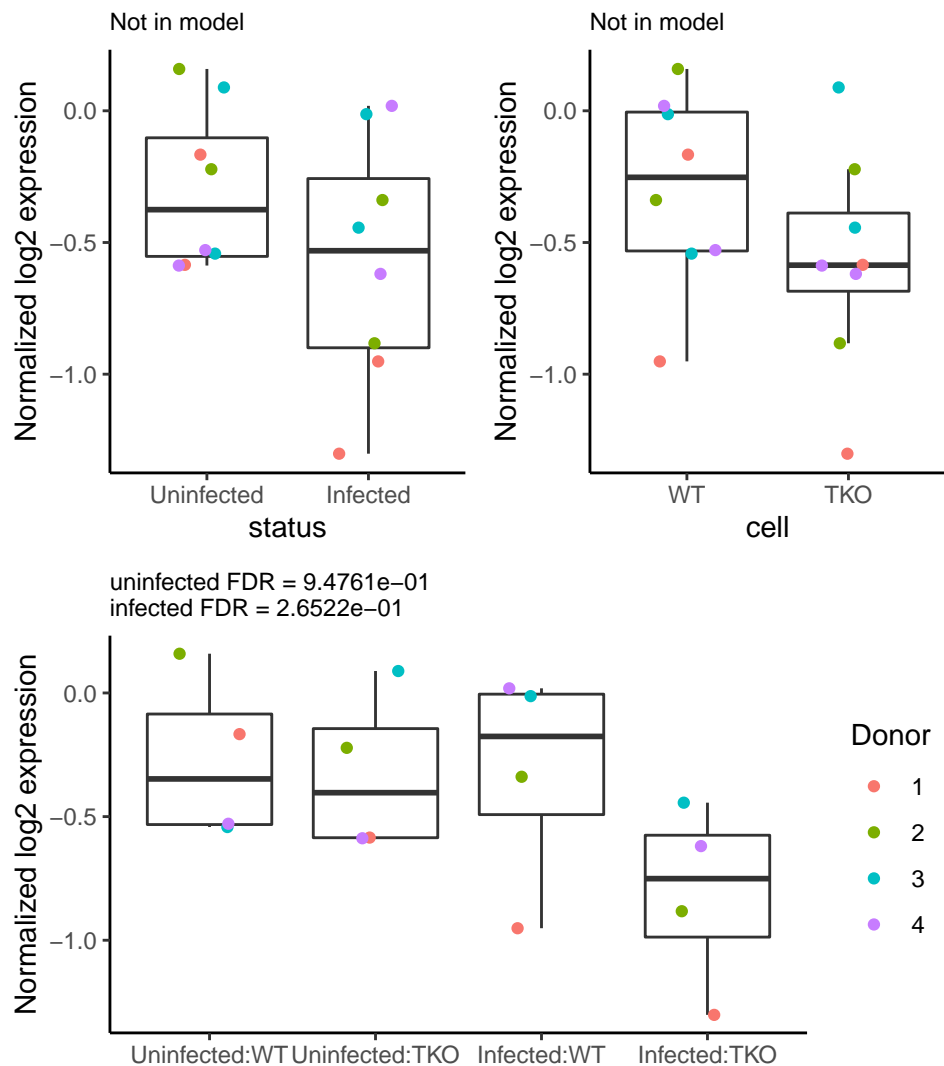 Not in model
Normalized log2 expression
0.0
−0.5
−1.0
Uninfected Infected
status
Not in model
Normalized log2 expression
0.0
−0.5
−1.0
WT TKO
cell
uninfected FDR = 9.4761e−01
infected FDR = 2.6522e−01
Normalized log2 expression
0.0
−0.5
−1.0
Uninfected:WT Uninfected:TKO Infected:WT Infected:TKO
Donor
1
2
3
4